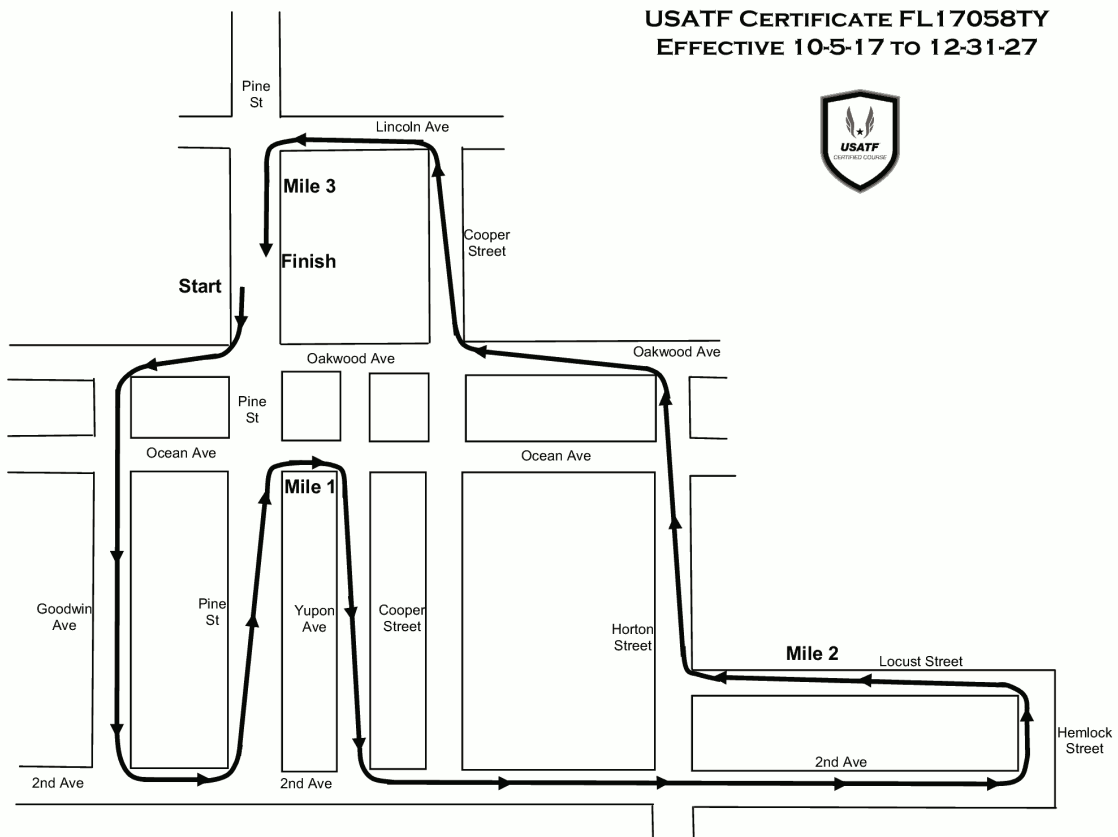 USATF Certificate FL17058TY
Effective 10-5-17 to 12-31-27
USATF
CERTIFIED COURSE
Pine
St
Lincoln Ave
Mile 3
Cooper
Street
Finish
Start
Oakwood Ave
Oakwood Ave
Pine
St
Ocean Ave
Ocean Ave
Mile 1
Goodwin
Ave
Pine
St
Yupon
Ave
Cooper
Street
Horton
Street
Mile 2
Locust Street
Hemlock
Street
2nd Ave
2nd Ave
2nd Ave